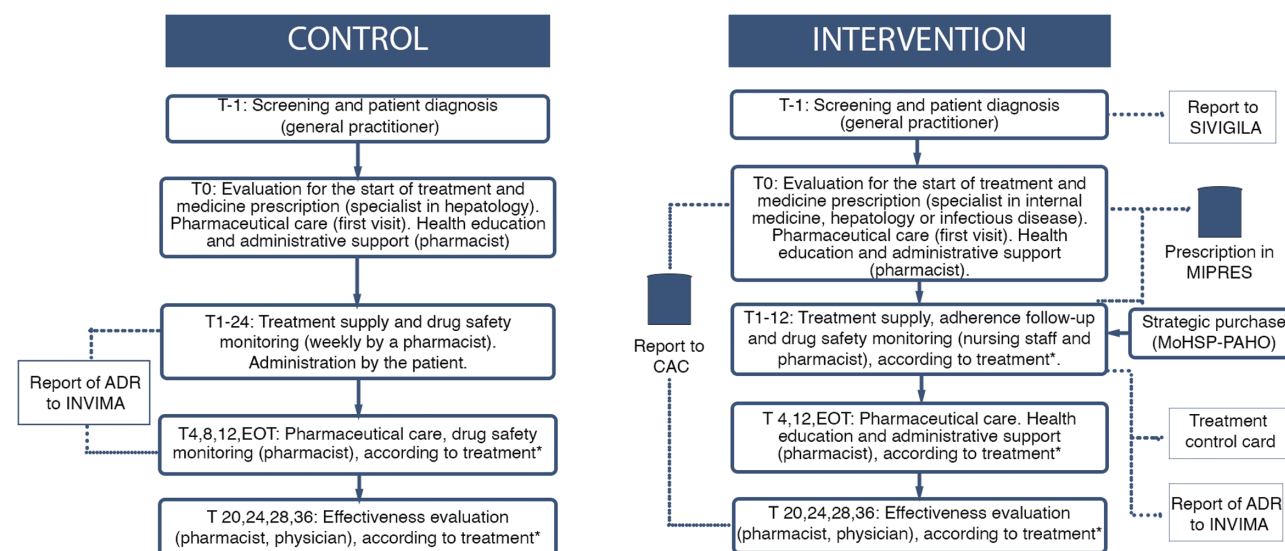 CONTROL
T-1: Screening and patient diagnosis
(general practitioner)
T0: Evaluation for the start of treatment and
medicine prescription (specialist in hepatology).
Pharmaceutical care (first visit). Health education
and administrative support (pharmacist)
T1-24: Treatment supply and drug safety
monitoring (weekly by a pharmacist).
Administration by the patient.
Report of ADR
to INVIMA
T4,8,12,EOT: Pharmaceutical care, drug safety
monitoring (pharmacist), according to treatment*
T 20,24,28,36: Effectiveness evaluation
(pharmacist, physician), according to treatment*
INTERVENTION
T-1: Screening and patient diagnosis
(general practitioner)
Report to
SIVIGILA
T0: Evaluation for the start of treatment and
medicine prescription (specialist in internal
medicine, hepatology or infectious disease).
Pharmaceutical care (first visit). Health
education and administrative support
(pharmacist).
Prescription in
MIPRES
Report to
CAC
T1-12: Treatment supply, adherence follow-up
and drug safety monitoring (nursing staff and
pharmacist), according to treatment*.
Strategic purchase
(MoHSP-PAHO)
T 4,12,EOT: Pharmaceutical care. Health
education and administrative support
(pharmacist), according to treatment*
Treatment
control card
T 20,24,28,36: Effectiveness evaluation
(pharmacist, physician), according to treatment*
Report of ADR
to INVIMA